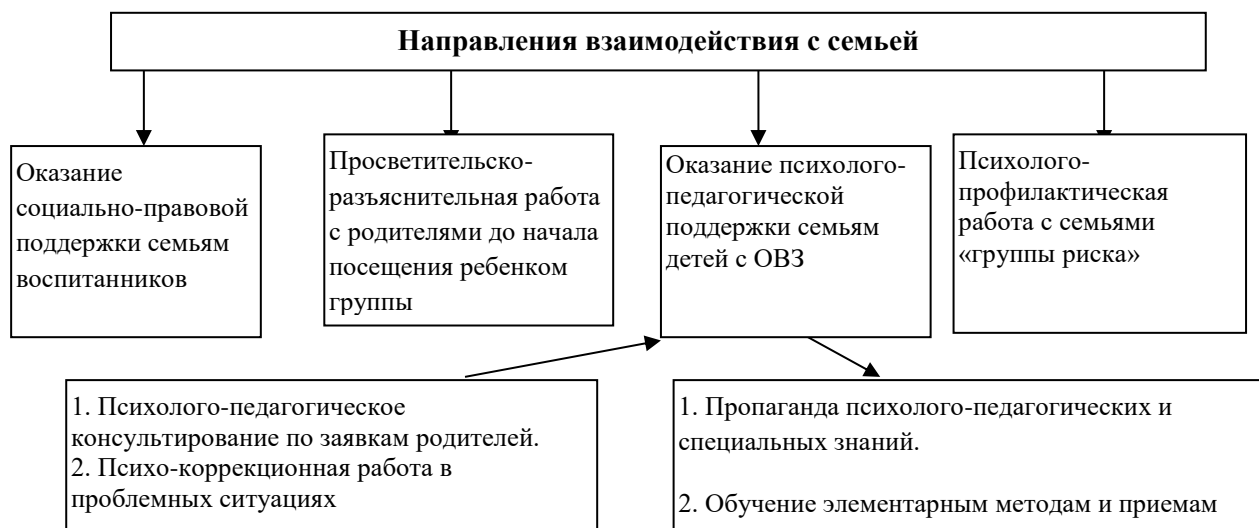 Направления взаимодействия с семьей
Оказание
социально-правовой
поддержки семьям
воспитанников
Просветительско-
разъяснительная работа
с родителями до начала
посещения ребенком
группы
Оказание психолого-
педагогической
поддержки семьям
детей с ОВЗ
Психолого-
профилактическая
работа с семьями
«группы риска»
1. Психолого-педагогическое
консультирование по заявкам родителей.
2. Психо-коррекционная работа в
проблемных ситуациях
1. Пропаганда психолого-педагогических и
специальных знаний.
2. Обучение элементарным методам и приемам